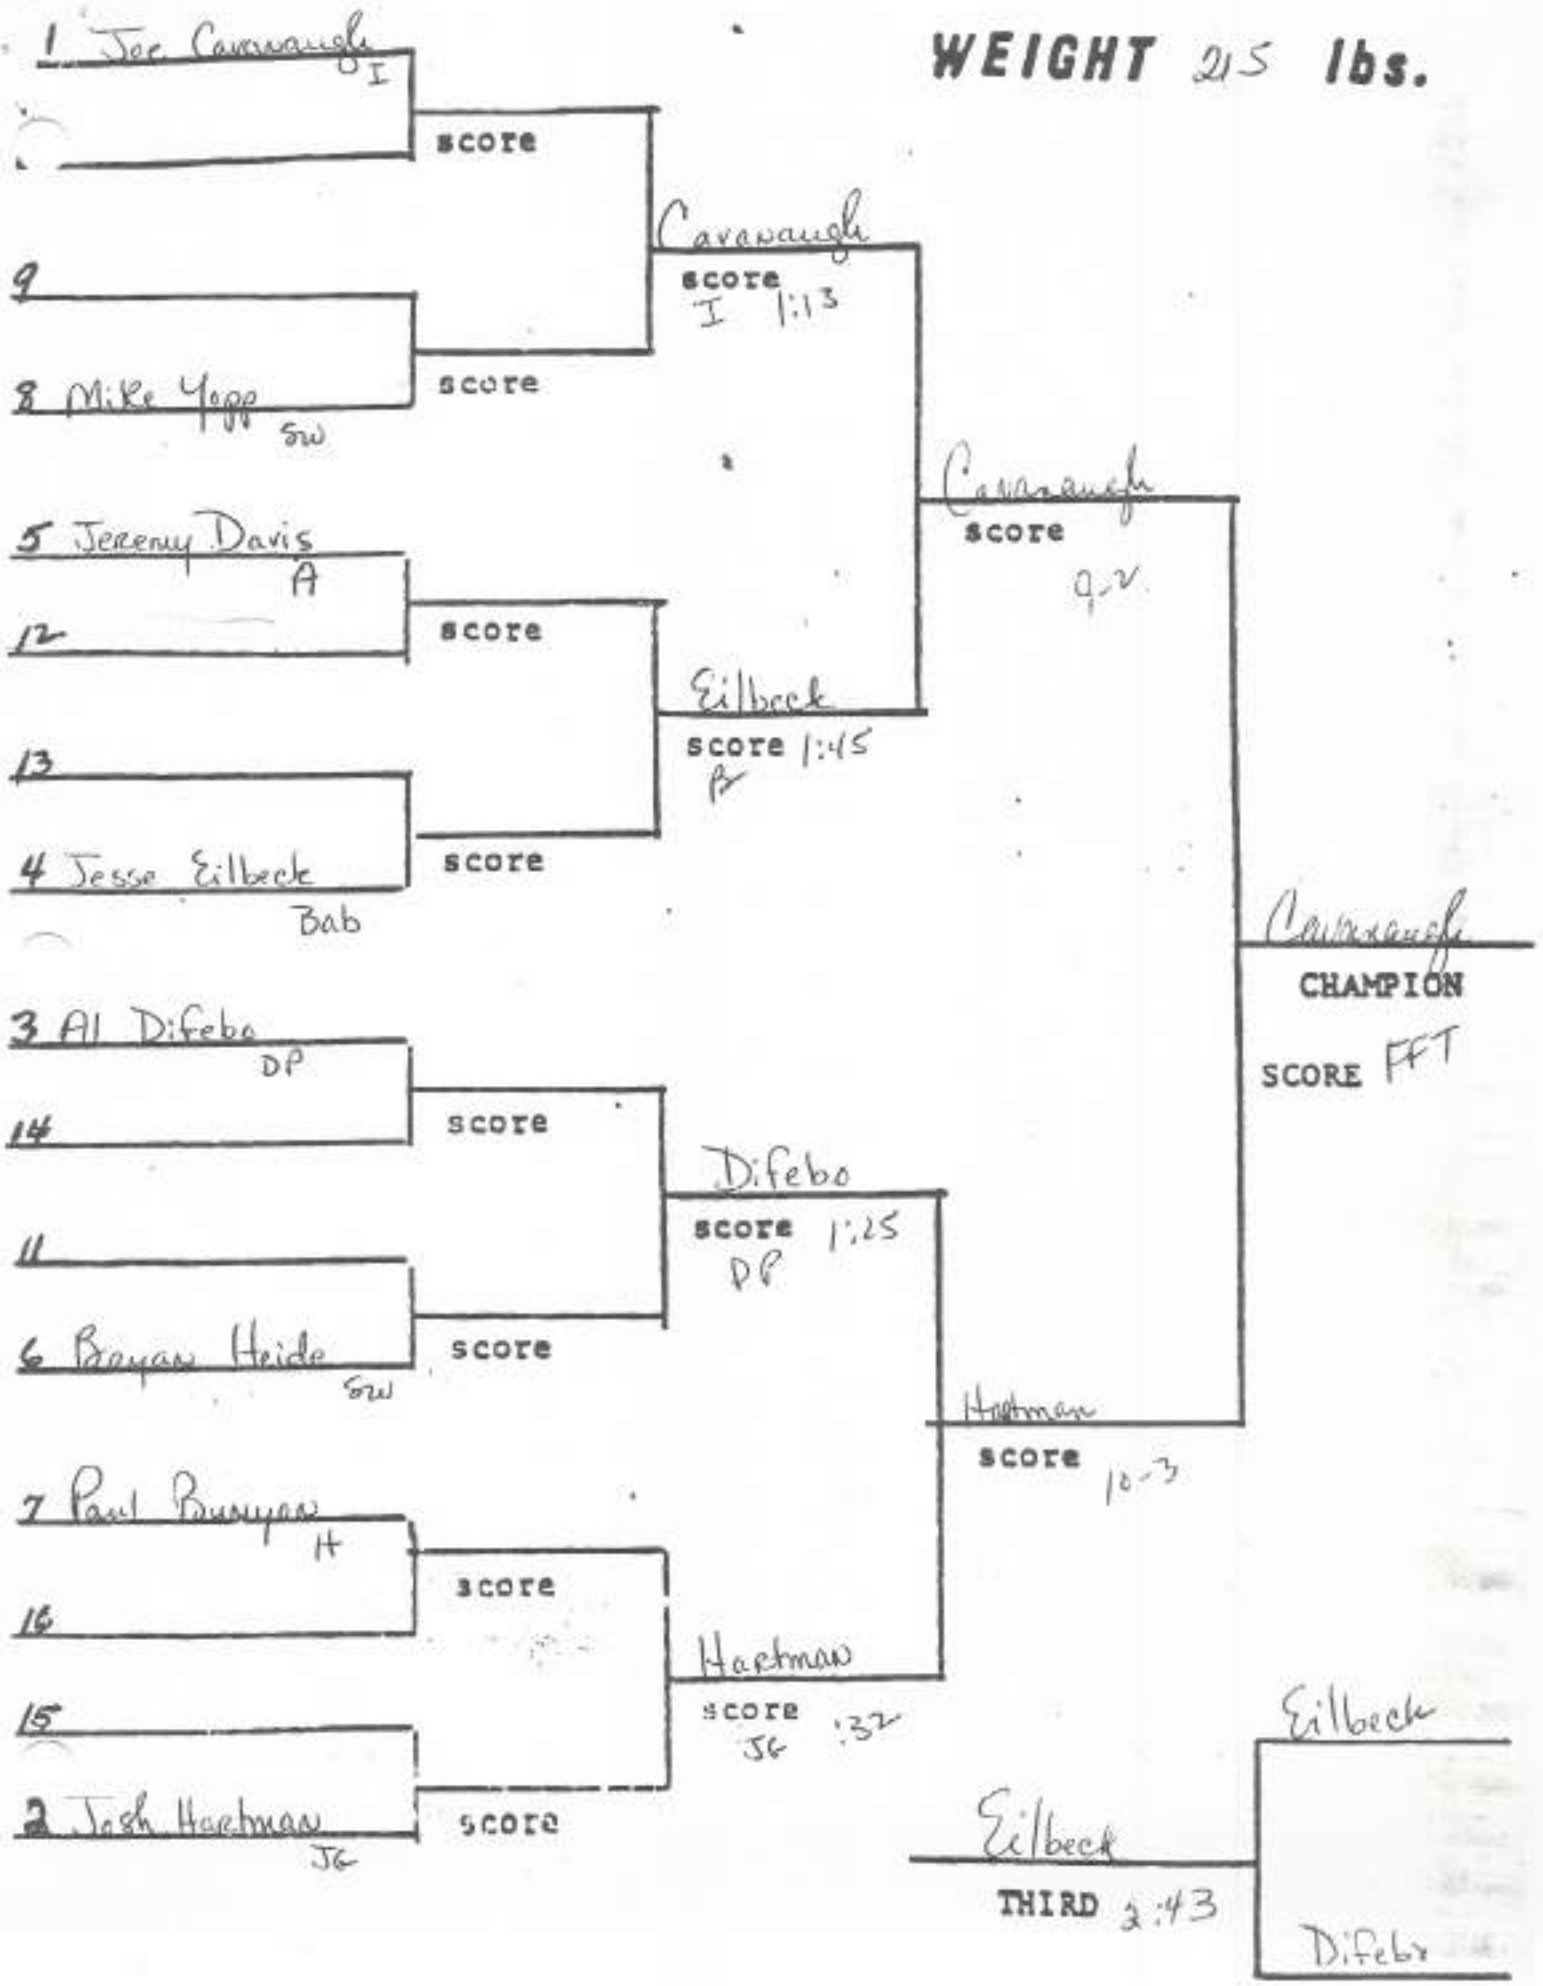 WEIGHT 215 lbs.
1 Joe Cavanaugh
I
score
Cavanaugh
score
I 1:13
9
8 Mike Yopp
SW
score
Cavanaugh
score
9-2
5 Jeremy Davis
A
12
score
Eilbeck
score 1:45
B
13
4 Jesse Eilbeck
Bab
score
Cavanaugh
CHAMPION
SCORE FFT
3 Al Difebo
DP
14
score
Difebo
score 1:25
DP
11
6 Bryan Heide
SW
score
Hartman
score
10-3
7 Paul Bunyan
H
16
score
Hartman
score
JG :32
15
2 Josh Hartman
JG
score
Eilbeck
Eilbeck
THIRD 2:43
Difebo